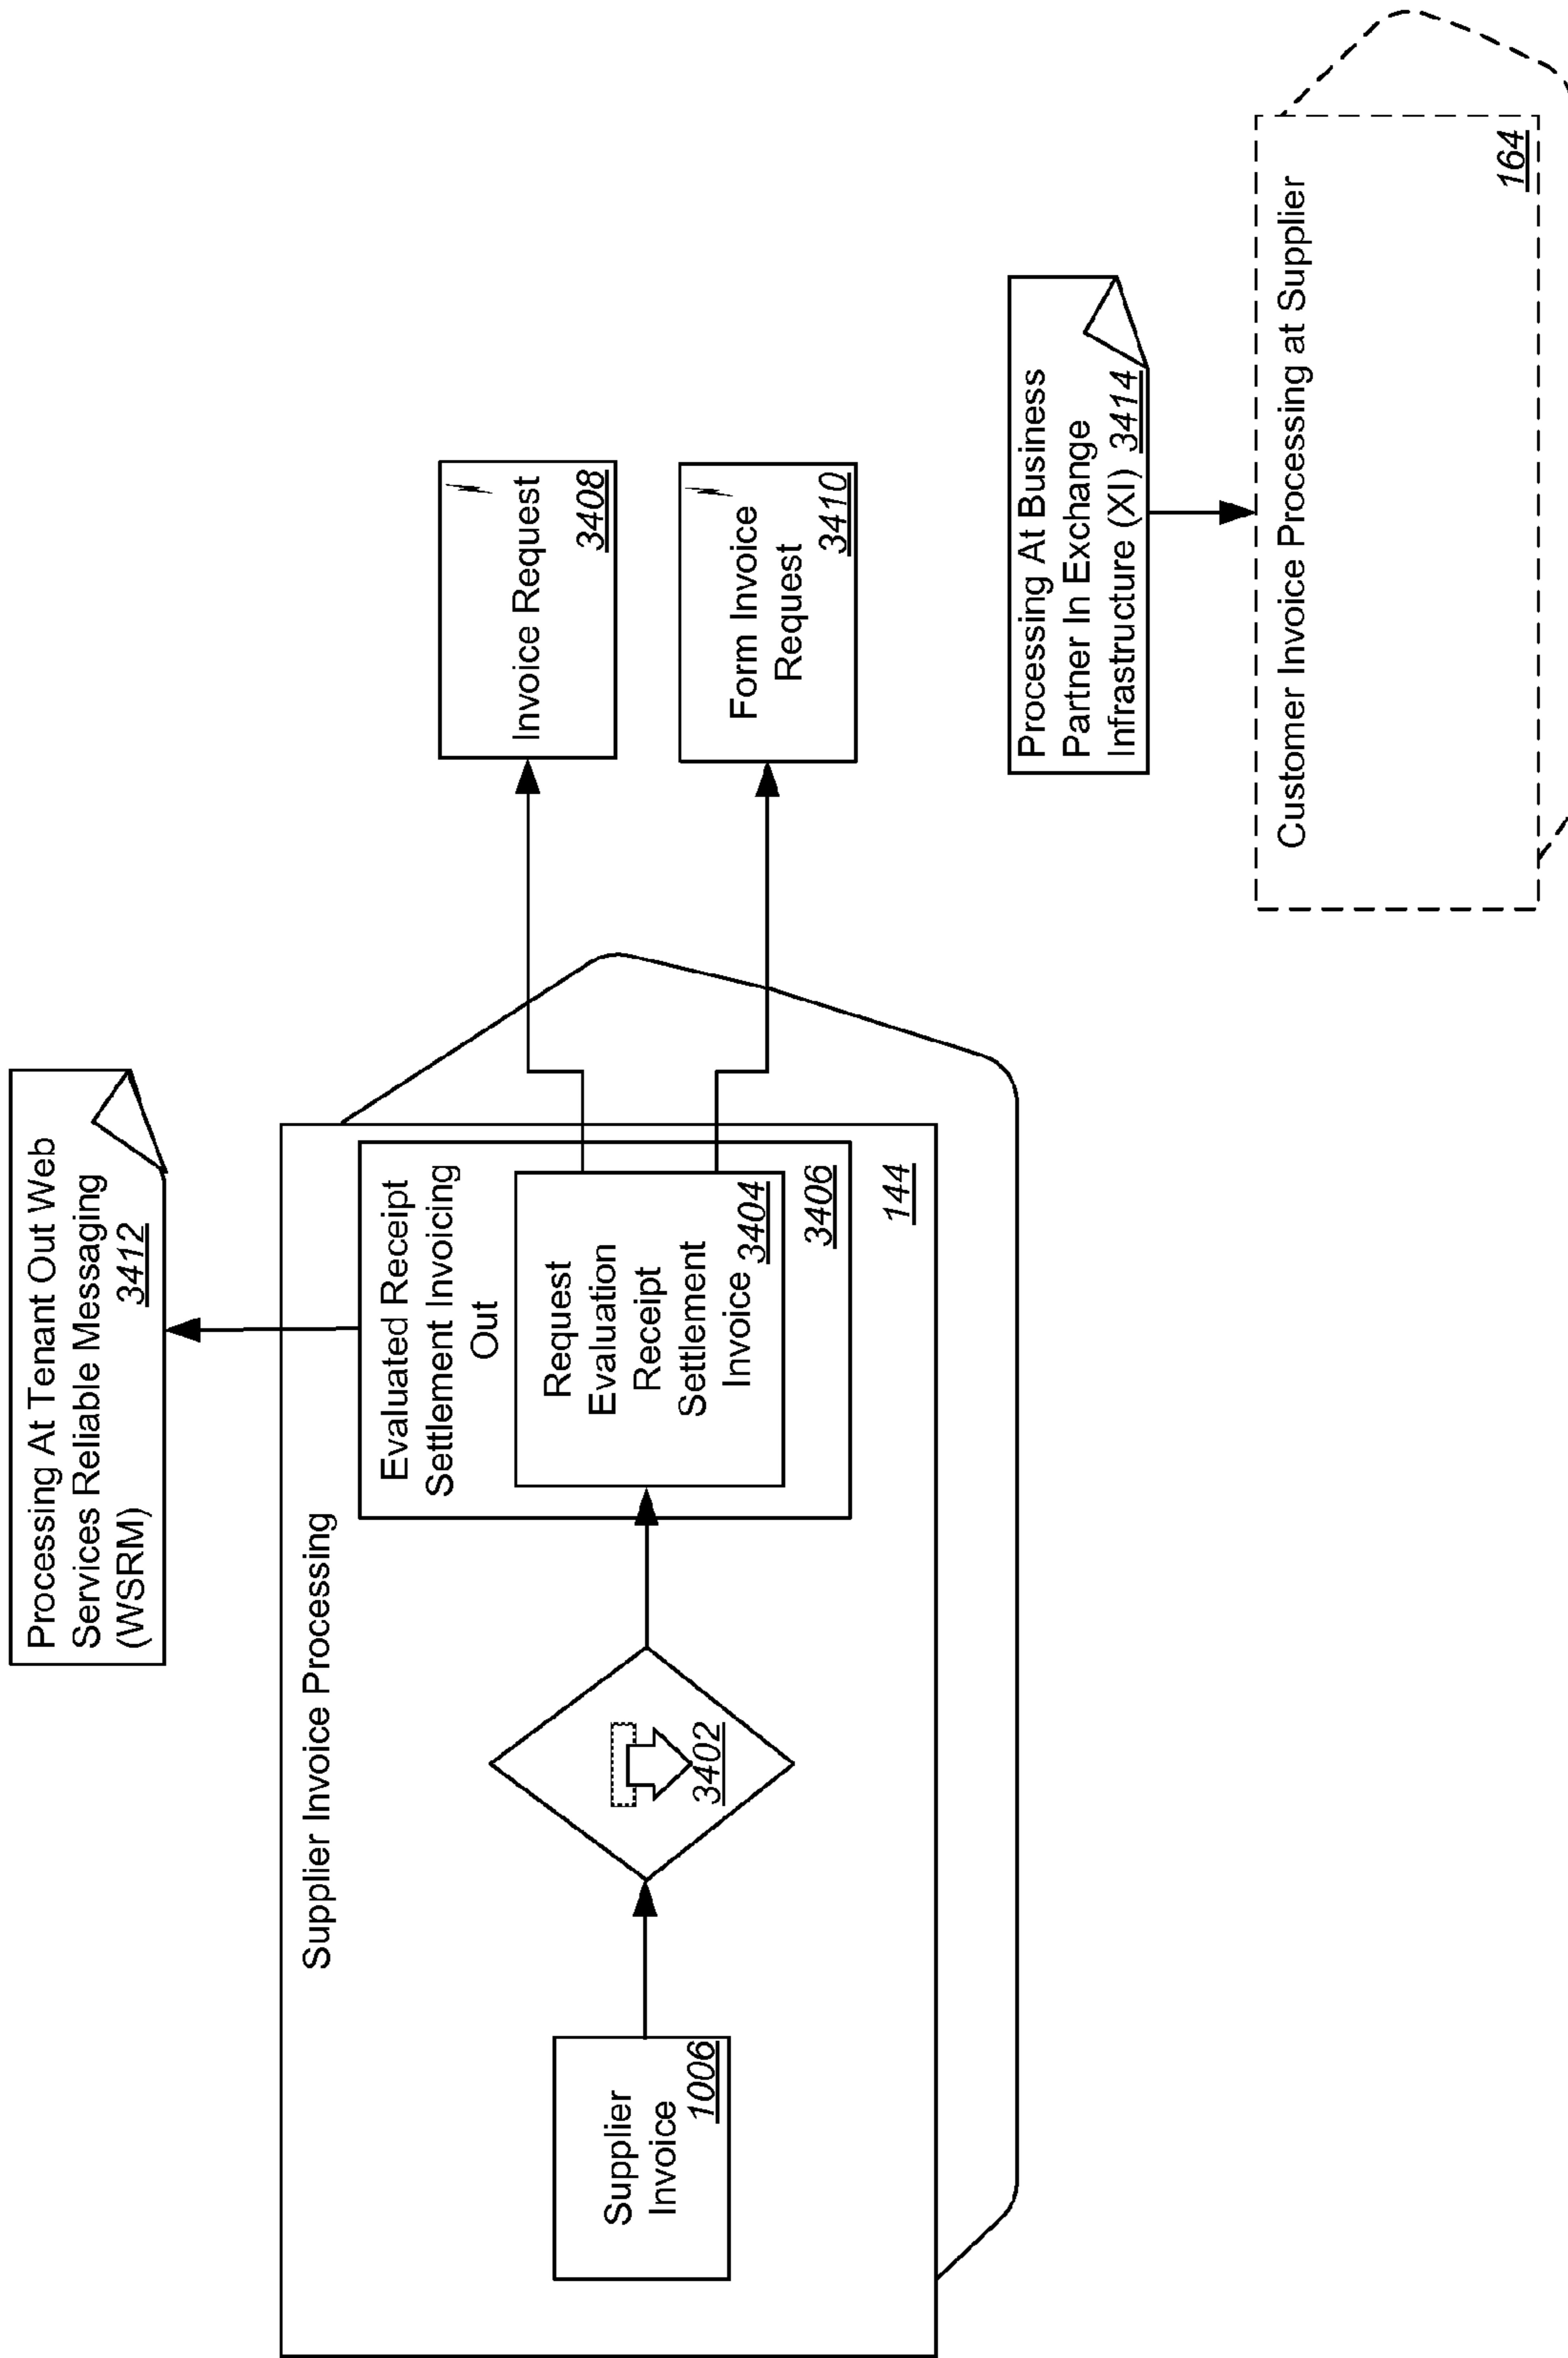 Processing At Tenant Out Web
Services Reliable Messaging
(WSRM)
3412
Supplier Invoice Processing
Supplier
Invoice
1006
3402
Evaluated Receipt
Settlement Invoicing
Out
Request
Evaluation
Receipt
Settlement
Invoice 3404
3406
144
Invoice Request
3408
Form Invoice
Request
3410
Processing At Business
Partner In Exchange
Infrastructure (XI) 3414
Customer Invoice Processing at Supplier
164